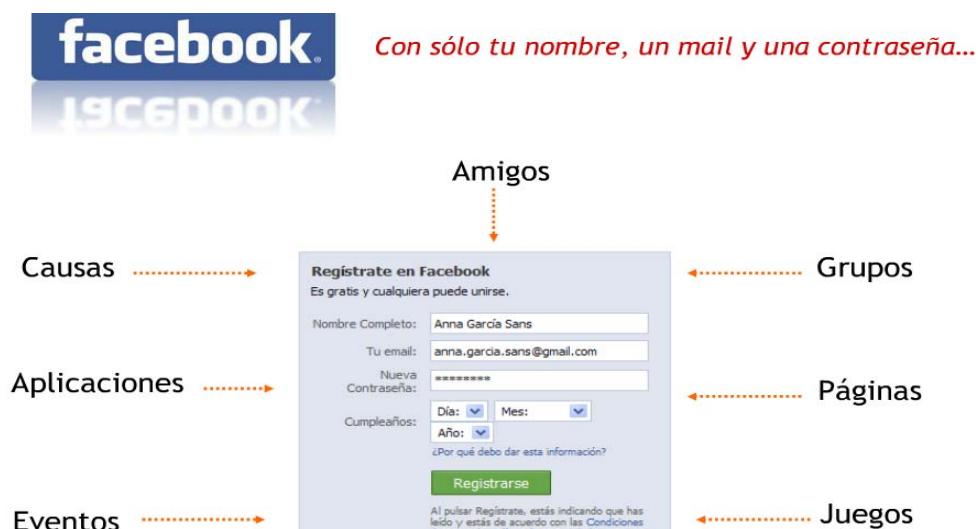 facebook.
Con sólo tu nombre, un mail y una contraseña...
Amigos
Causas
Grupos
Regístrate en Facebook
Es gratis y cualquiera puede unirse.
Nombre Completo: Anna García Sans
Tu email: anna.garcia.sans@gmail.com
Nueva
Contraseña: ********
Aplicaciones
Páginas
Cumpleaños: Día: Mes:
Año:
¿Por qué debo dar esta información?
Registrarse
Al pulsar Regístrate, estás indicando que has
leído y estás de acuerdo con las Condiciones
Eventos
Juegos